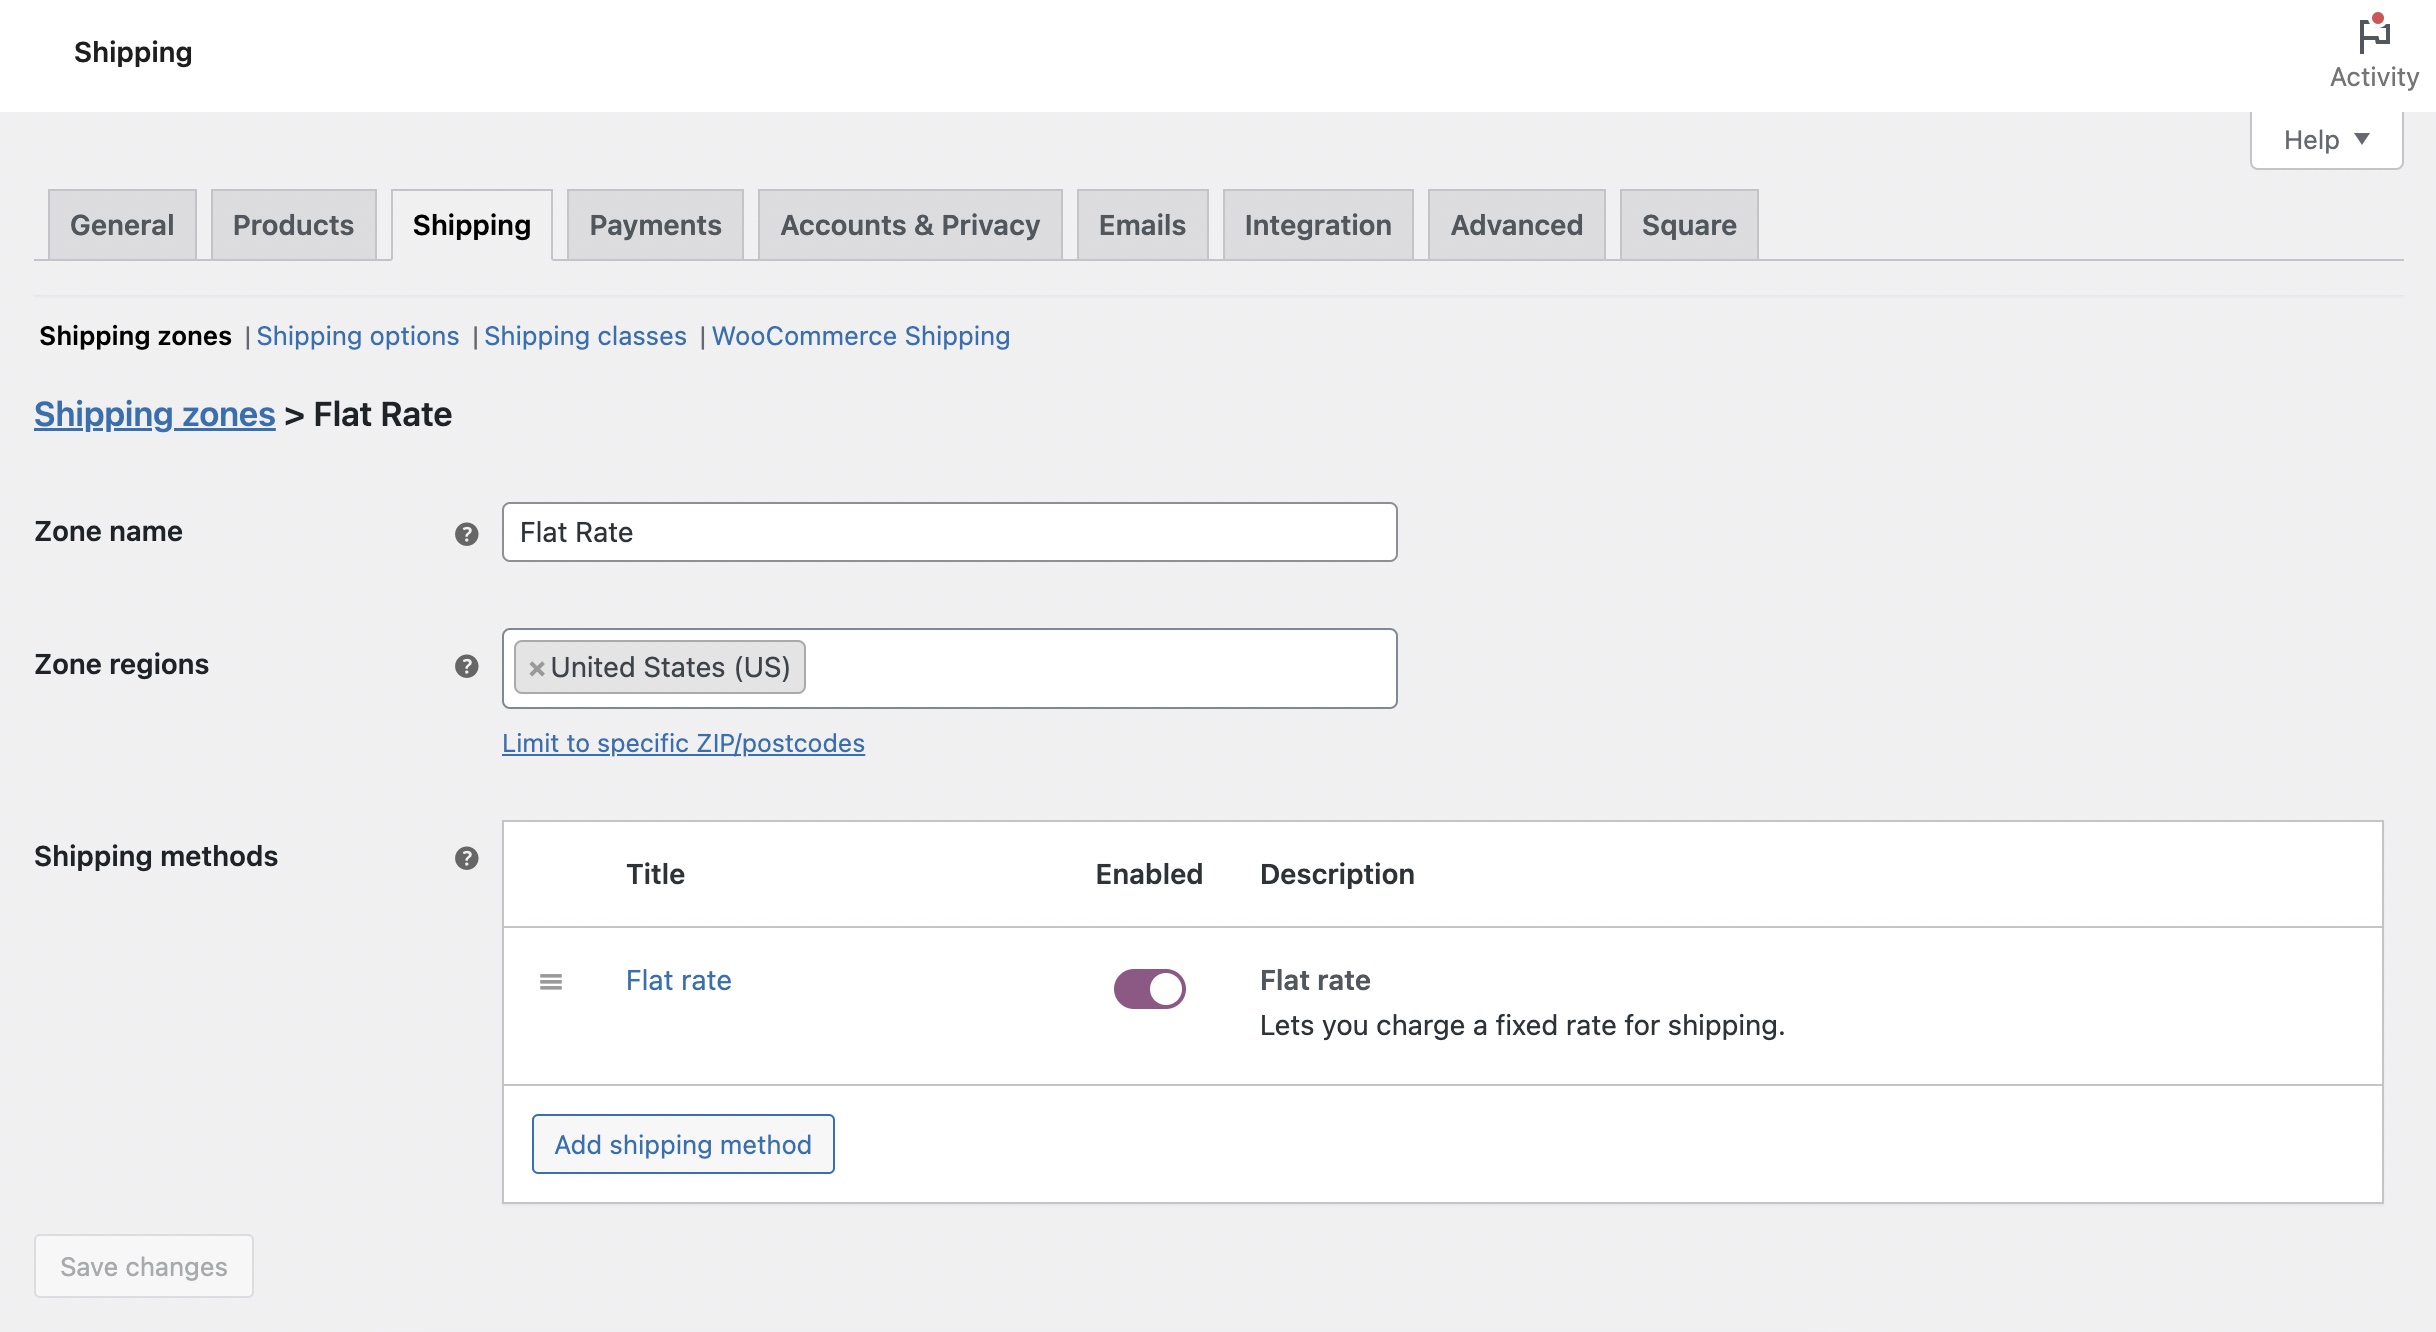 Shipping
Activity
Help
General Products Shipping Payments Accounts & Privacy Emails Integration Advanced Square
Shipping zones | Shipping options | Shipping classes | WooCommerce Shipping
Shipping zones > Flat Rate
Zone name ? Flat Rate
Zone regions ? × United States (US)
Limit to specific ZIP/postcodes
Shipping methods ?
Title Enabled Description
Flat rate Flat rate
Lets you charge a fixed rate for shipping.
Add shipping method
Save changes